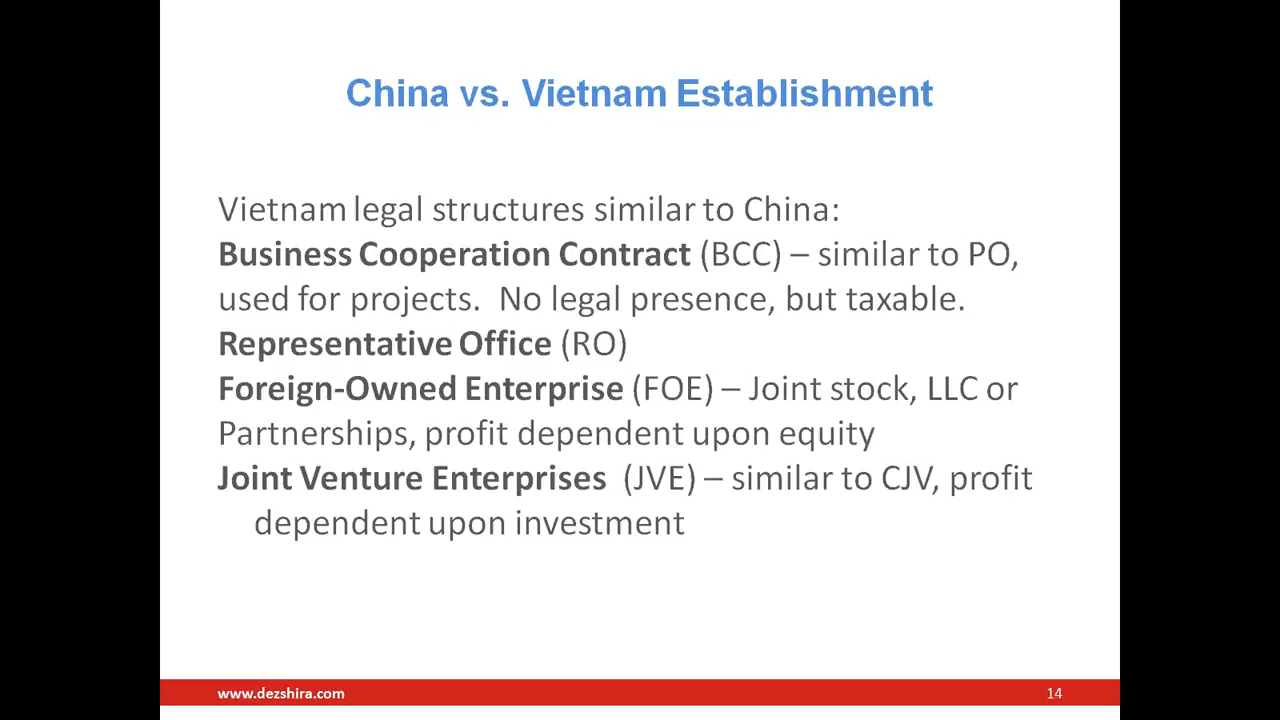 China vs. Vietnam Establishment
Vietnam legal structures similar to China:
Business Cooperation Contract (BCC) – similar to PO,
used for projects.  No legal presence, but taxable.
Representative Office (RO)
Foreign-Owned Enterprise (FOE) – Joint stock, LLC or
Partnerships, profit dependent upon equity
Joint Venture Enterprises  (JVE) – similar to CJV, profit
dependent upon investment
www.dezshira.com 14